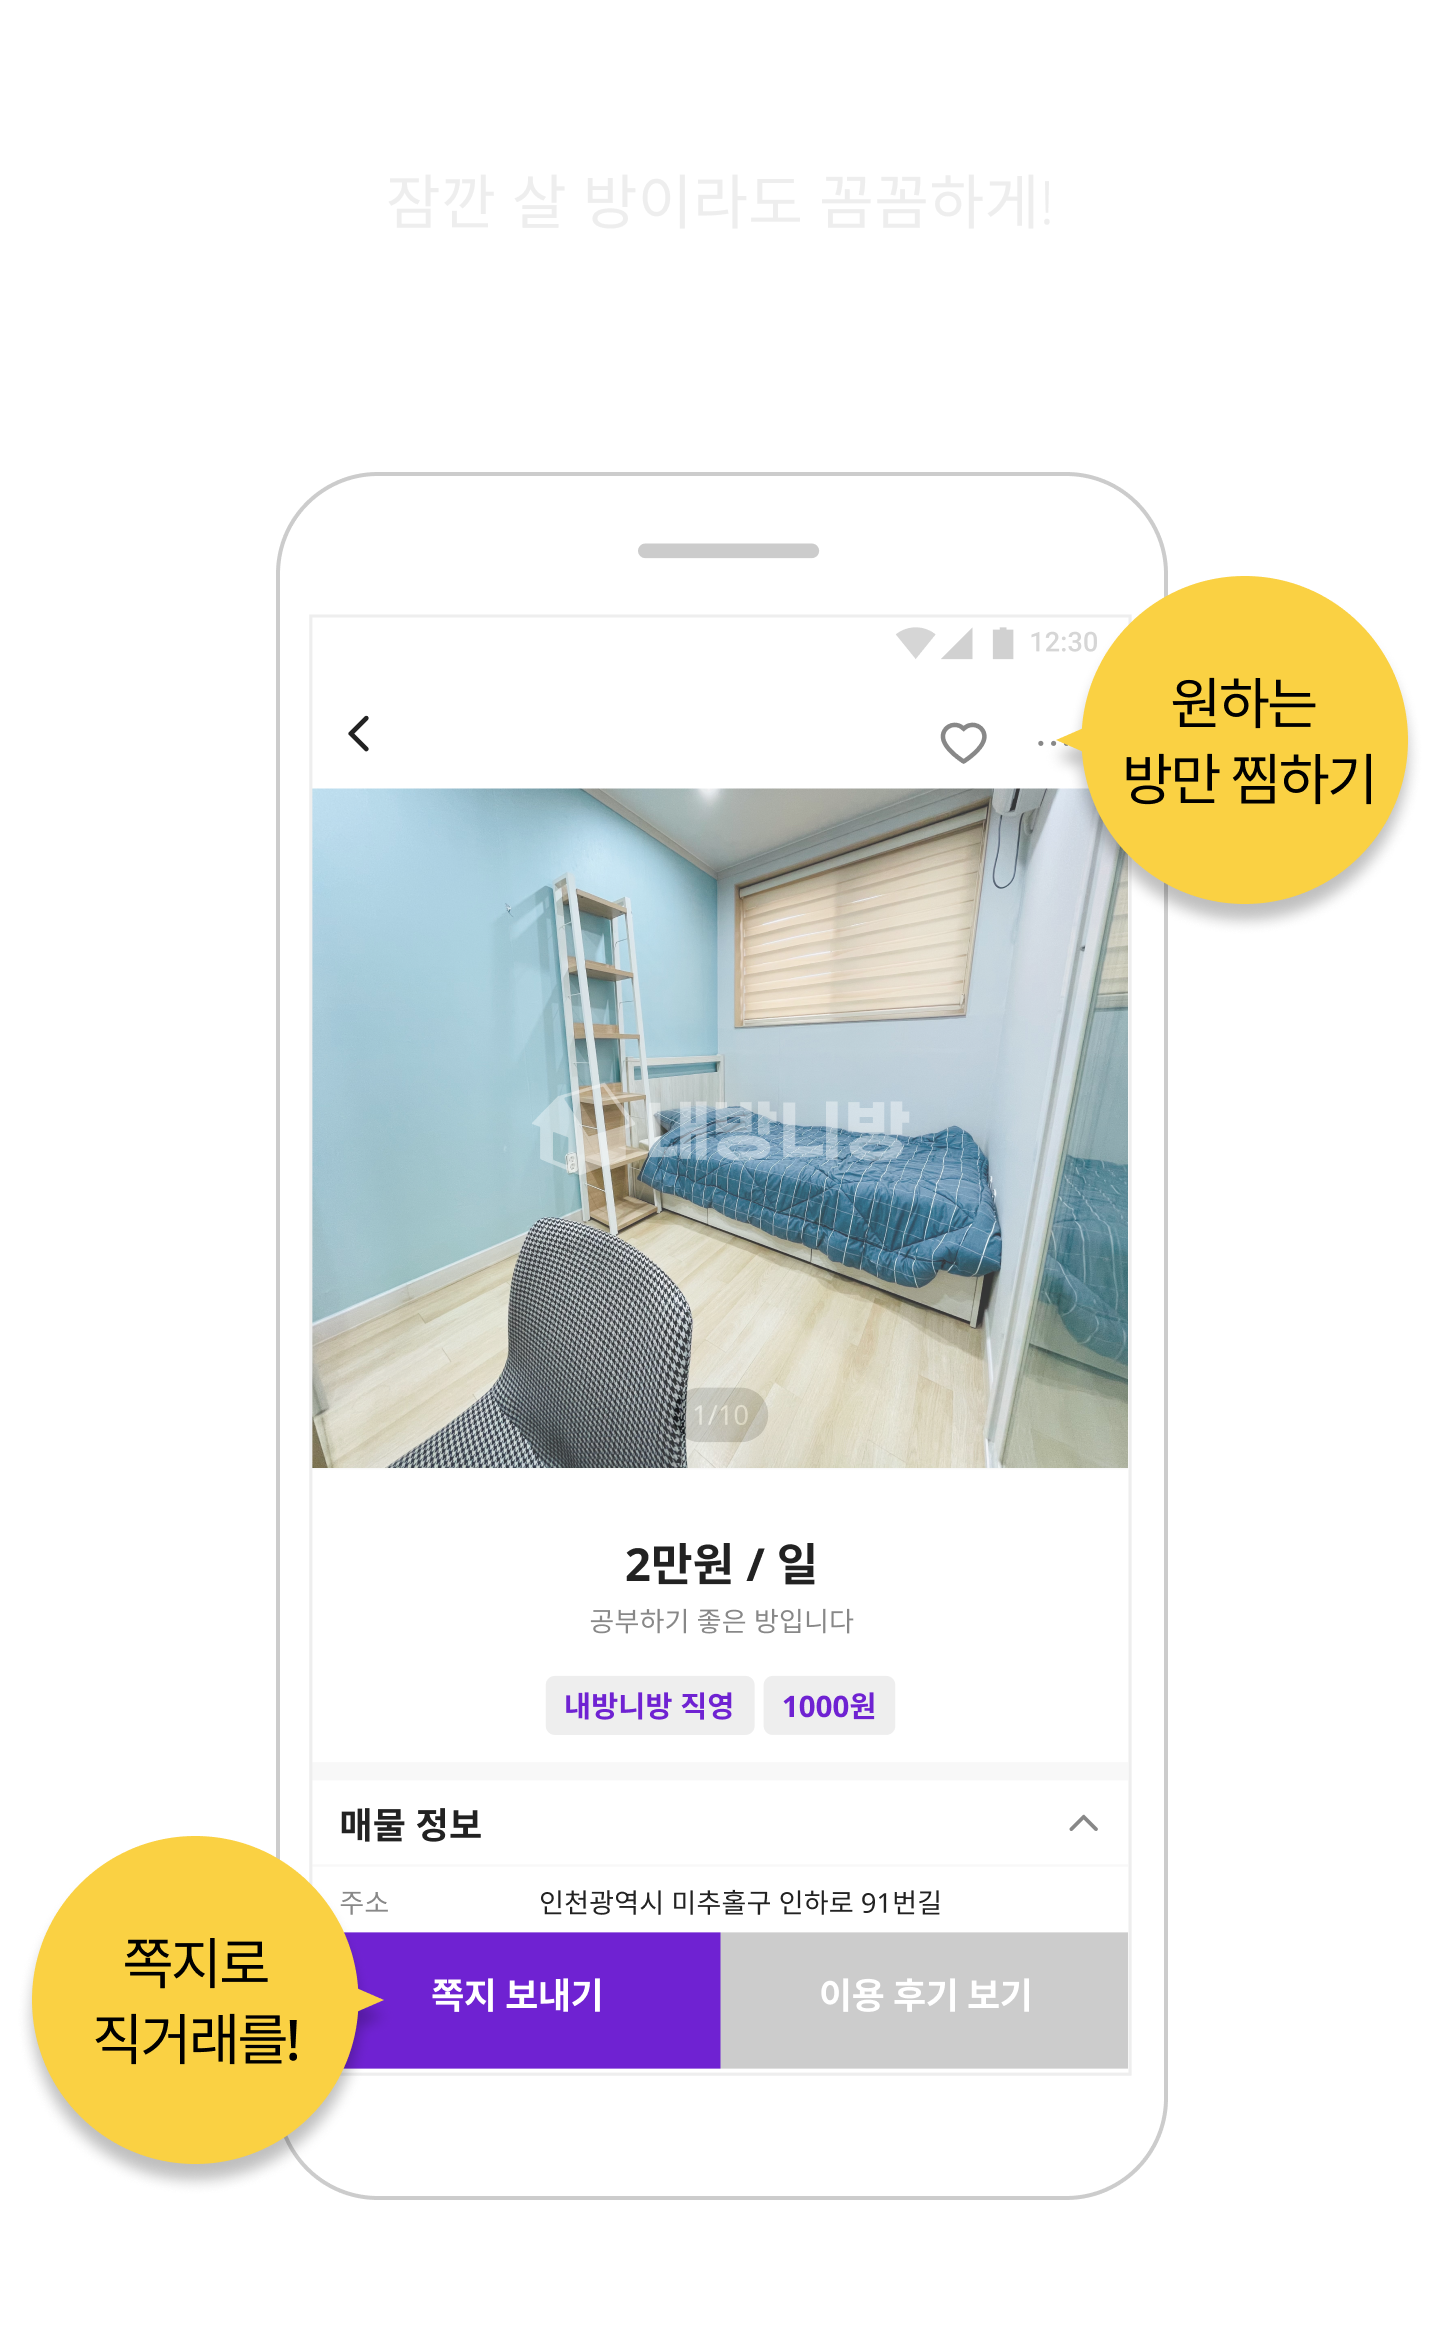 잠깐 살 방이라도 꼼꼼하게!
12:30
원하는
방만 찜하기
내방니방
1/10
2만원 / 일
공부하기 좋은 방입니다
내방니방 직영
1000원
매물 정보
주소 인천광역시 미추홀구 인하로 91번길
쪽지로
직거래를!
쪽지 보내기
이용 후기 보기